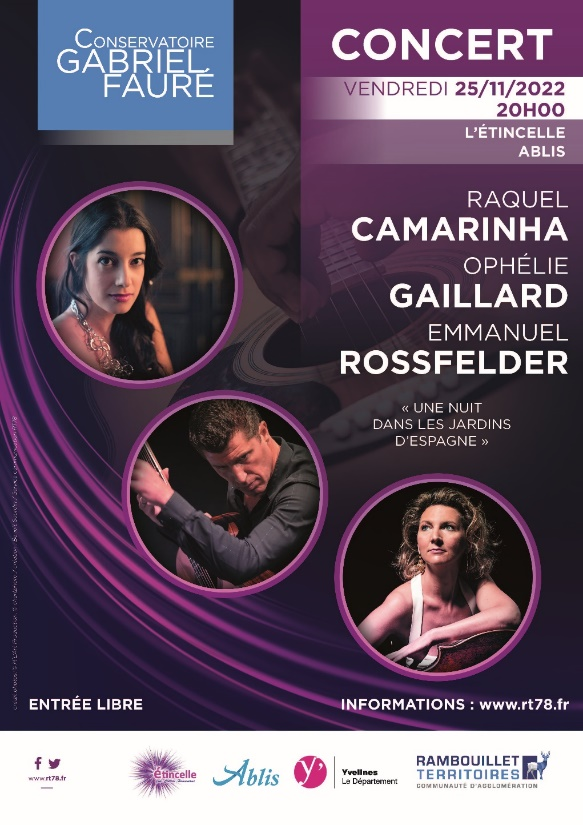 CONSERVATOIRE
GABRIEL
FAURÉ
CONCERT
VENDREDI 25/11/2022
20H00
L'ÉTINCELLE
ABLIS
RAQUEL
CAMARINHA
OPHÉLIE
GAILLARD
EMMANUEL
ROSSFELDER
« UNE NUIT
DANS LES JARDINS
D'ESPAGNE »
ENTRÉE LIBRE
INFORMATIONS : www.rt78.fr
www.rt78.fr
étincelle
Ablis
y'
Yvelines
Le Département
RAMBOUILLET
TERRITOIRES
COMMUNAUTÉ D'AGGLOMÉRATION